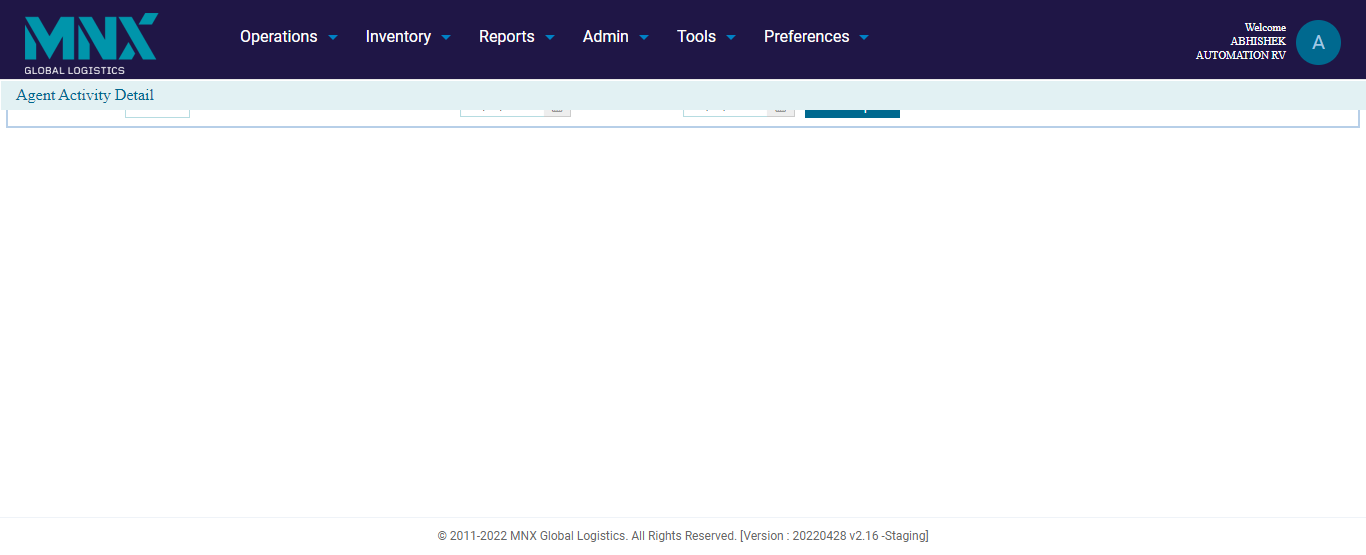 MNX
GLOBAL LOGISTICS
Operations
Inventory
Reports
Admin
Tools
Preferences
Welcome
ABHISHEK
AUTOMATION RV
A
Agent Activity Detail
© 2011-2022 MNX Global Logistics. All Rights Reserved. [Version : 20220428 v2.16 -Staging]